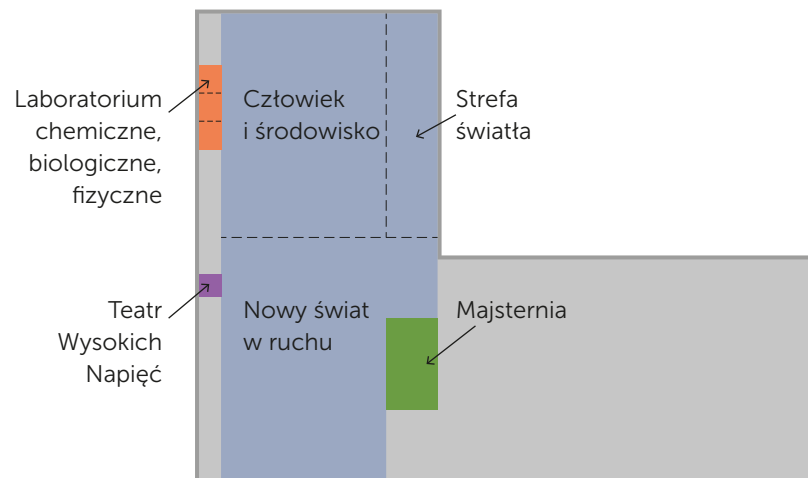 Laboratorium
chemiczne,
biologiczne,
fizyczne
Człowiek
i środowisko
Strefa
światła
Teatr
Wysokich
Napięć
Nowy świat
w ruchu
Majsternia